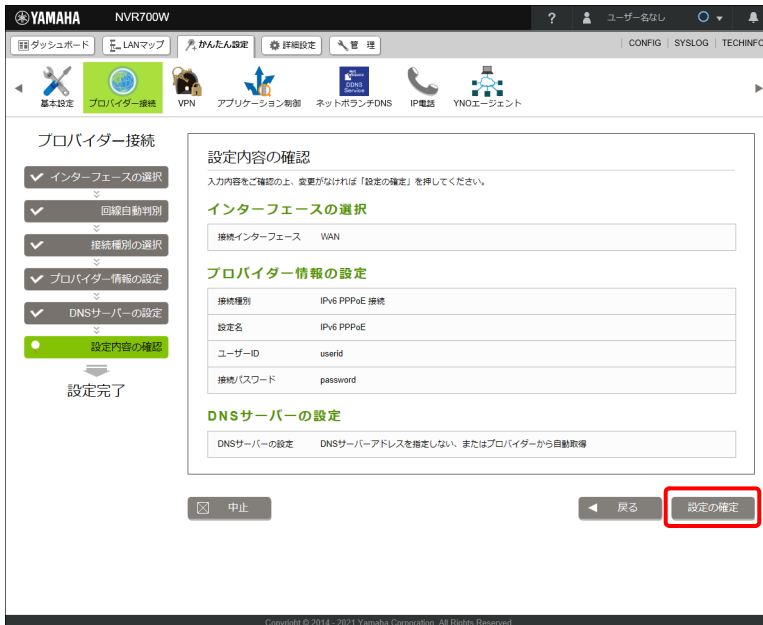 YAMAHA NVR700W ? ユーザー名なし
ダッシュボード LANマップ かんたん設定 詳細設定 管 理 CONFIG SYSLOG TECHINFO
基本設定 プロバイダー接続 VPN アプリケーション制御 ネットボランチDNS IP電話 YNOエージェント
プロバイダー接続
インターフェースの選択
回線自動判別
接続種別の選択
プロバイダー情報の設定
DNSサーバーの設定
設定内容の確認
設定完了
設定内容の確認
入力内容をご確認の上、変更がなければ「設定の確定」を押してください。
インターフェースの選択
接続インターフェース WAN
プロバイダー情報の設定
接続種別 IPv6 PPPoE 接続
設定名 IPv6 PPPoE
ユーザーID userid
接続パスワード password
DNSサーバーの設定
DNSサーバーの設定 DNSサーバーアドレスを指定しない、またはプロバイダーから自動取得
中止 戻る 設定の確定
Copyright © 2014 - 2021 Yamaha Corporation. All Rights Reserved.